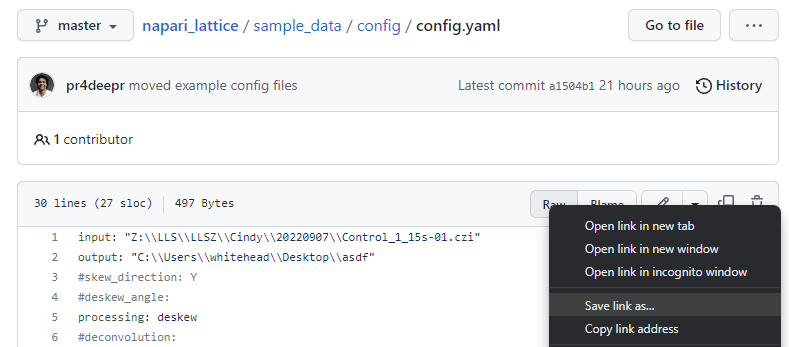 master
napari_lattice / sample_data / config / config.yaml
Go to file
...
pr4deepr moved example config files
Latest commit a1504b1 21 hours ago
History
1 contributor
30 lines (27 sloc) | 497 Bytes
Raw
Blame
1 input: "Z:\\LLS\\LLSZ\\Cindy\\20220907\\Control_1_15s-01.czi"
2 output: "C:\\Users\\whitehead\\Desktop\\asdf"
3 #skew_direction: Y
4 #deskew_angle:
5 processing: deskew
6 #deconvolution:
Open link in new tab
Open link in new window
Open link in incognito window
Save link as...
Copy link address